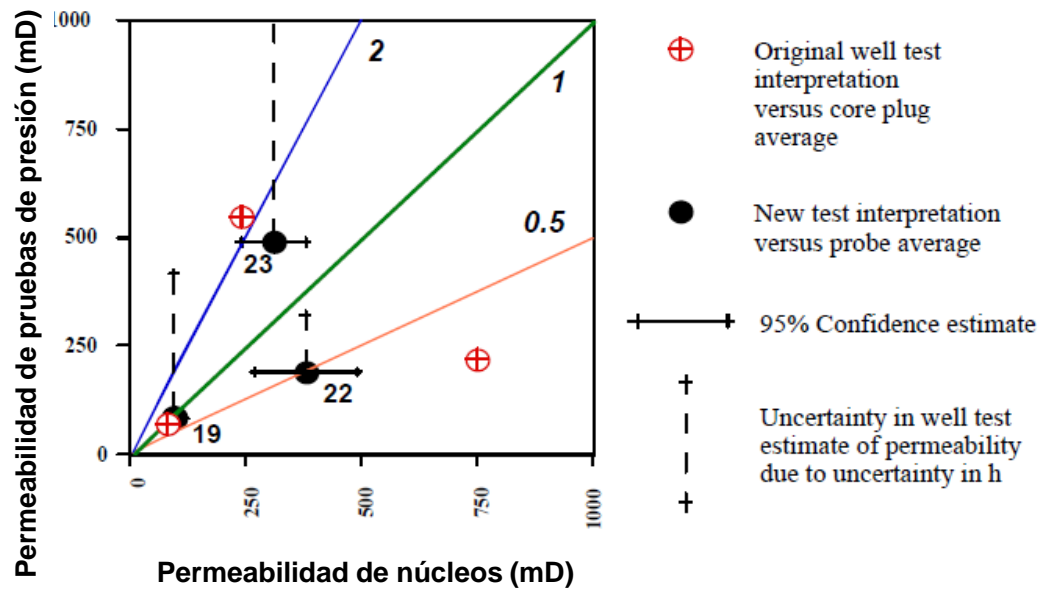 Permeabilidad de pruebas de presión (mD)
1000
750
500
250
0
0
250
500
750
1000
Permeabilidad de núcleos (mD)
2
1
0.5
23
22
19
Original well test
interpretation
versus core plug
average
New test interpretation
versus probe average
95% Confidence estimate
Uncertainty in well test
estimate of permeability
due to uncertainty in h